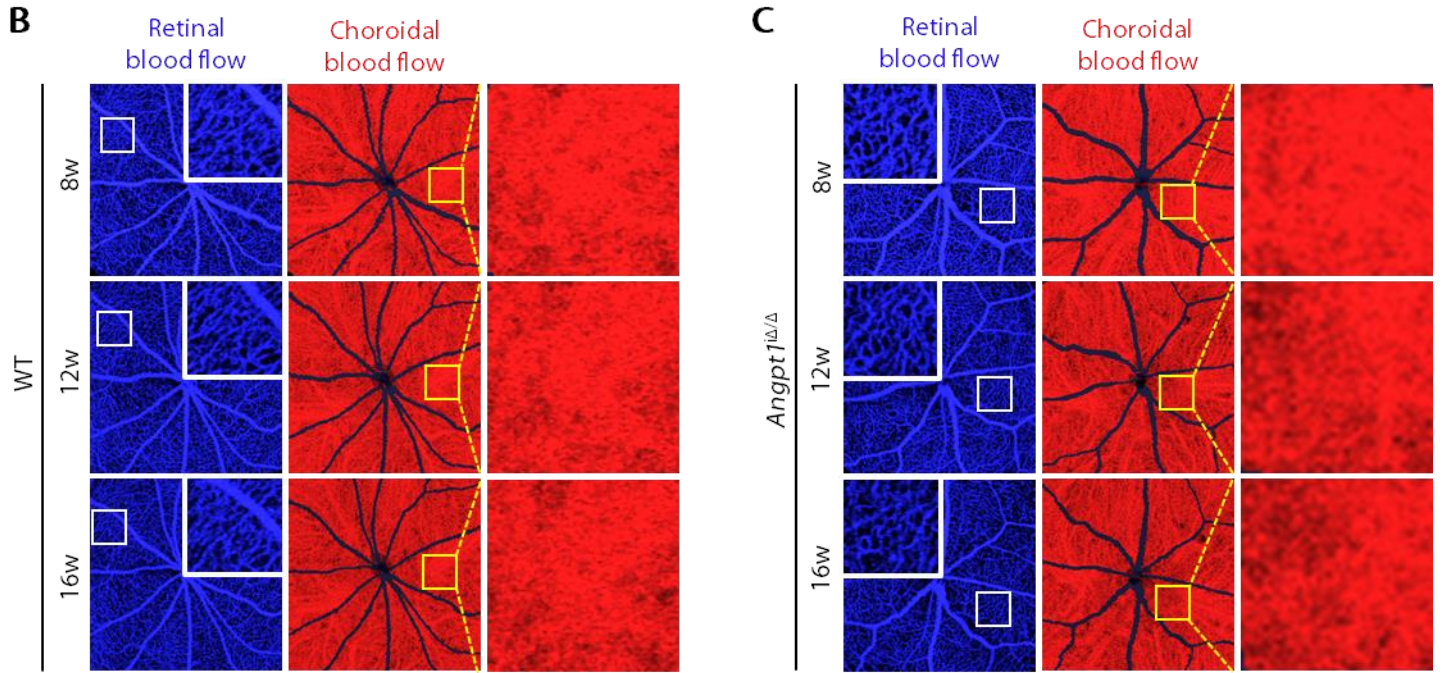 B
Retinal
blood flow
Choroidal
blood flow
WT
8w
12w
16w
C
Retinal
blood flow
Choroidal
blood flow
Angpt1iΔ/Δ
8w
12w
16w